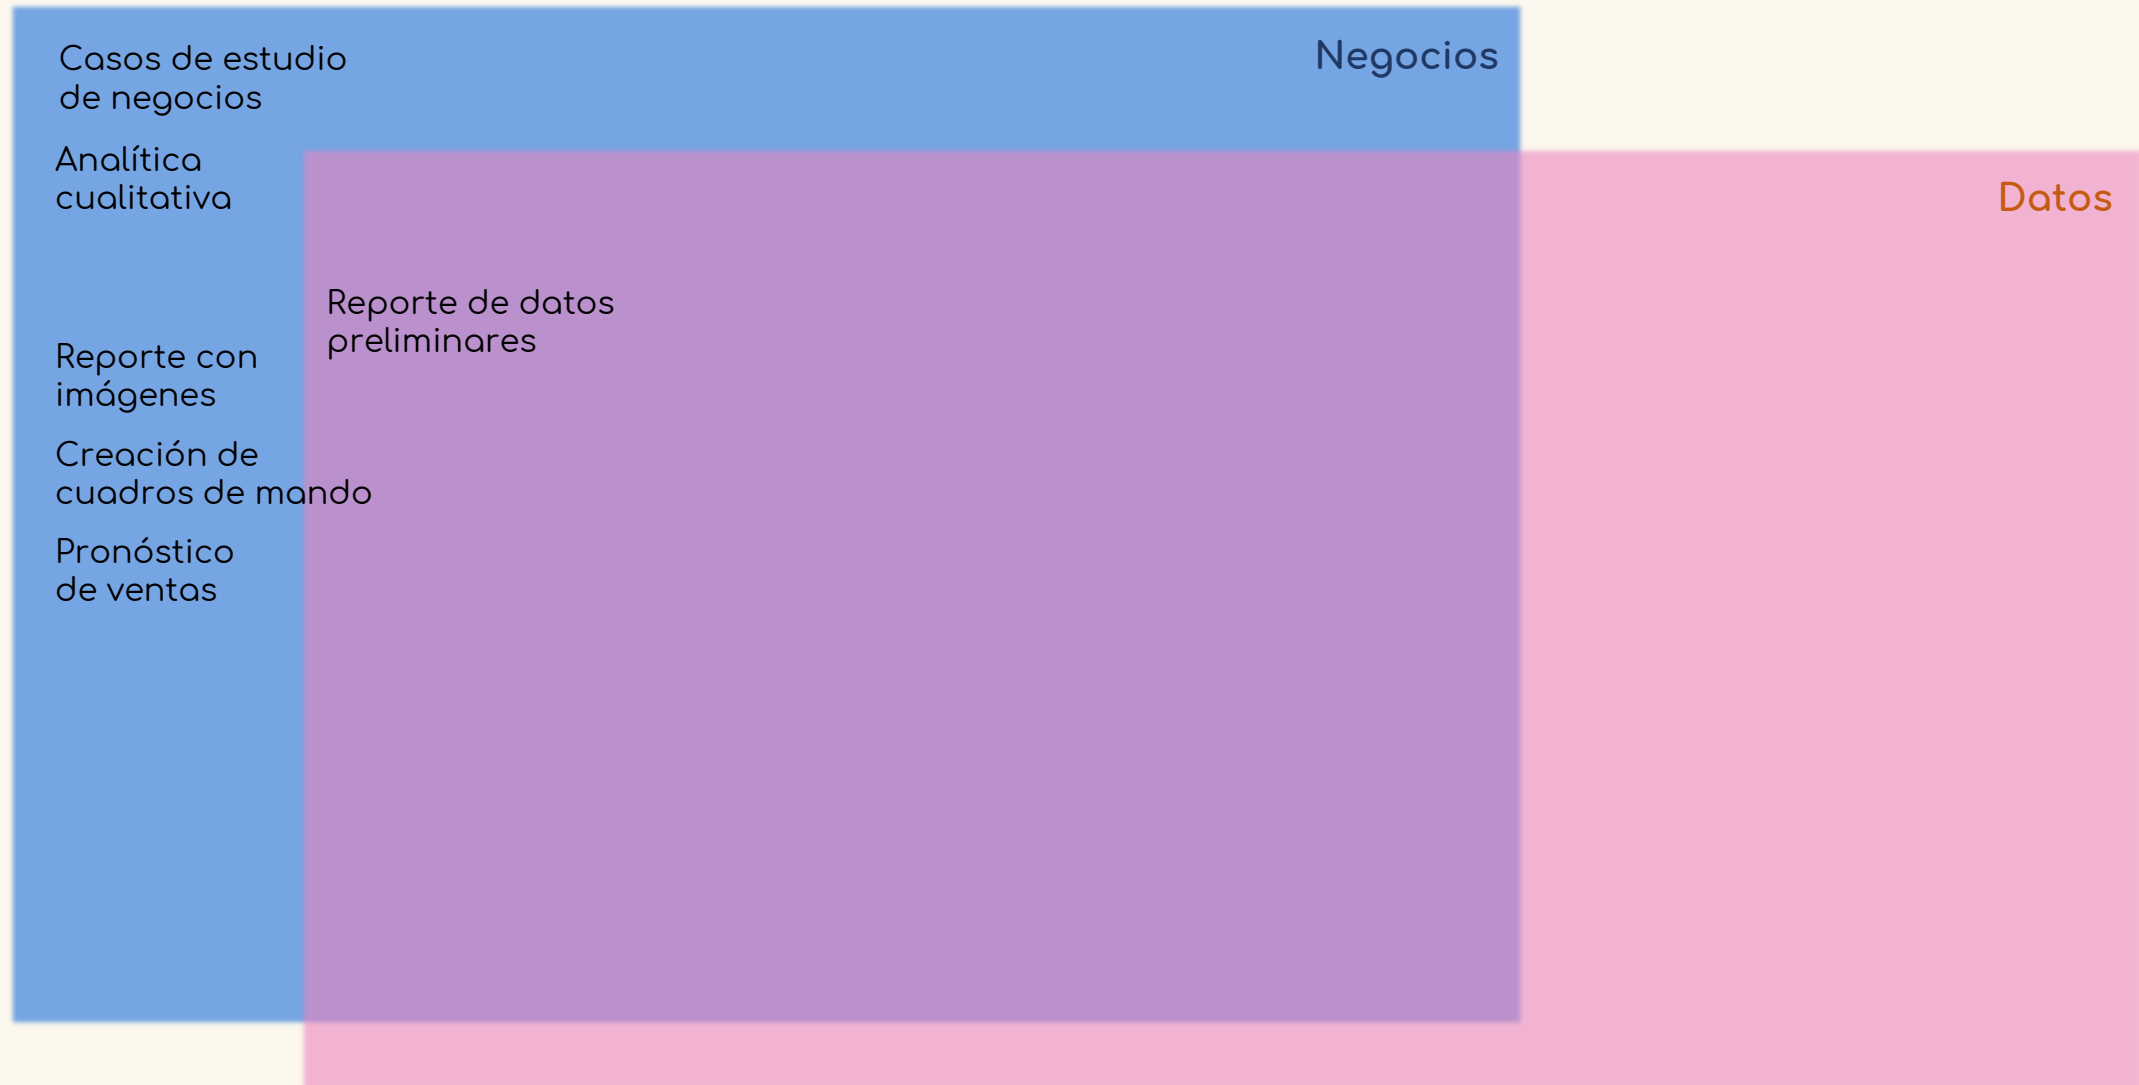 Casos de estudio
de negocios
Negocios
Analítica
cualitativa
Datos
Reporte de datos
preliminares
Reporte con
imágenes
Creación de
cuadros de mando
Pronóstico
de ventas